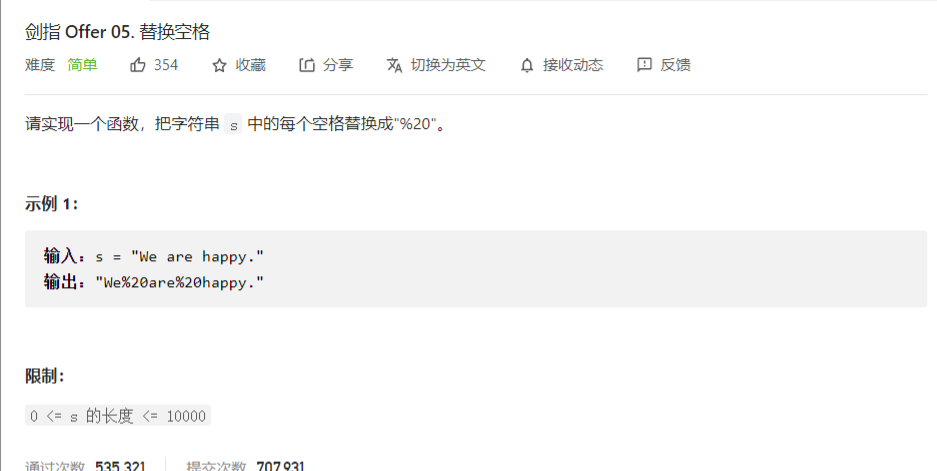 剑指 Offer 05. 替换空格
难度 简单 354 收藏 分享 切换为英文 接收动态 反馈
请实现一个函数，把字符串 s 中的每个空格替换成"%20"。
示例 1：
输入：s = "We are happy."
输出："We%20are%20happy."
限制：
0 <= s 的长度 <= 10000
通过次数 535,321 提交次数 707,931